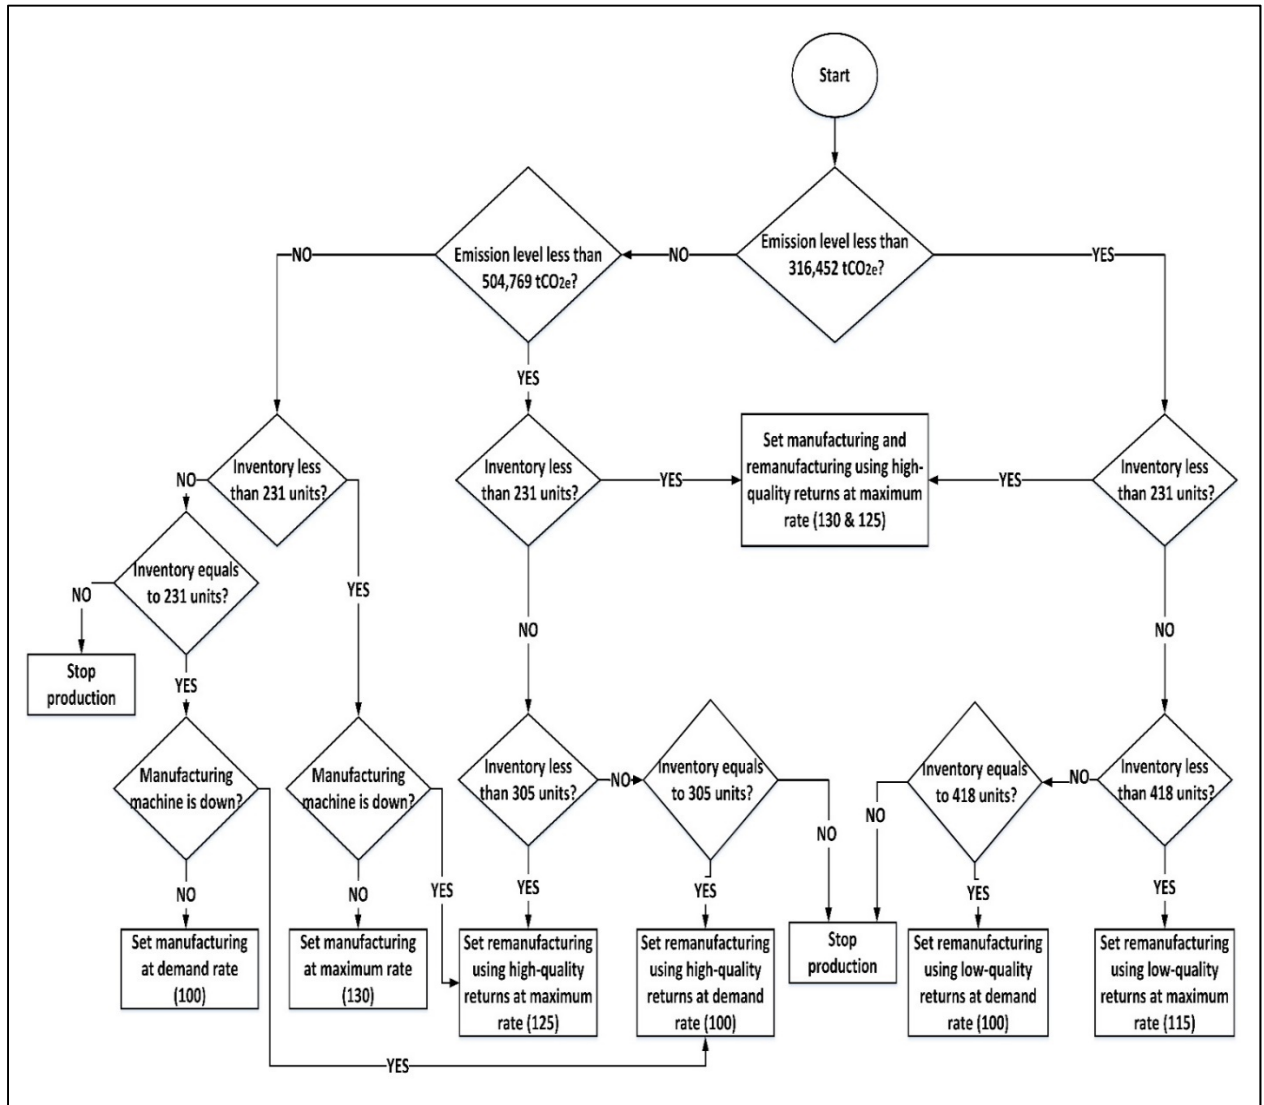 Start
Emission level less than
504,769 tCO2e?
Emission level less than
316,452 tCO2e?
NO
NO
YES
YES
Inventory less
than 231 units?
Inventory less
than 231 units?
Set manufacturing and
remanufacturing using high-
quality returns at maximum
rate (130 & 125)
Inventory less
than 231 units?
NO
YES
YES
Inventory equals
to 231 units?
NO
YES
NO
NO
Stop
production
YES
Manufacturing
machine is down?
Manufacturing
machine is down?
Inventory less
than 305 units?
NO
Inventory equals
to 305 units?
Inventory equals
to 418 units?
NO
Inventory less
than 418 units?
NO
NO
NO
NO
YES
YES
YES
YES
YES
Set manufacturing
at demand rate
(100)
Set manufacturing
at maximum rate
(130)
Set remanufacturing
using high-quality
returns at maximum
rate (125)
Set remanufacturing
using high-quality
returns at demand
rate (100)
Stop
production
Set remanufacturing
using low-quality
returns at demand
rate (100)
Set remanufacturing
using low-quality
returns at maximum
rate (115)
YES